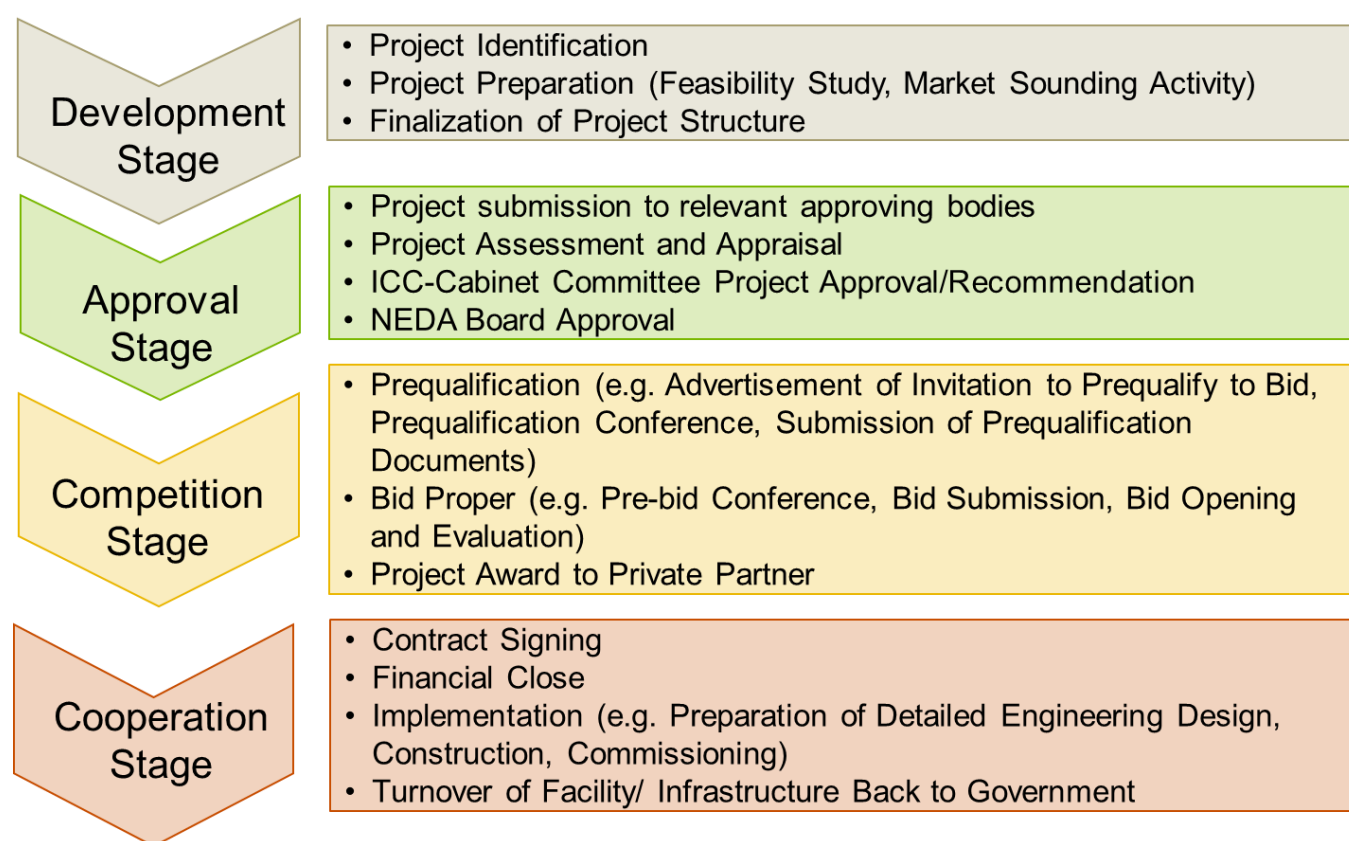 Development
Stage
• Project Identification
• Project Preparation (Feasibility Study, Market Sounding Activity)
• Finalization of Project Structure
Approval
Stage
• Project submission to relevant approving bodies
• Project Assessment and Appraisal
• ICC-Cabinet Committee Project Approval/Recommendation
• NEDA Board Approval
Competition
Stage
• Prequalification (e.g. Advertisement of Invitation to Prequalify to Bid,
Prequalification Conference, Submission of Prequalification
Documents)
• Bid Proper (e.g. Pre-bid Conference, Bid Submission, Bid Opening
and Evaluation)
• Project Award to Private Partner
Cooperation
Stage
• Contract Signing
• Financial Close
• Implementation (e.g. Preparation of Detailed Engineering Design,
Construction, Commissioning)
• Turnover of Facility/ Infrastructure Back to Government